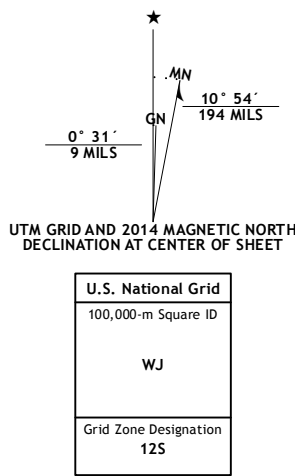 ★
MN
GN
0° 31´
9 MILS
10° 54´
194 MILS
UTM GRID AND 2014 MAGNETIC NORTH
DECLINATION AT CENTER OF SHEET
U.S. National Grid
100,000-m Square ID
WJ
Grid Zone Designation
12S